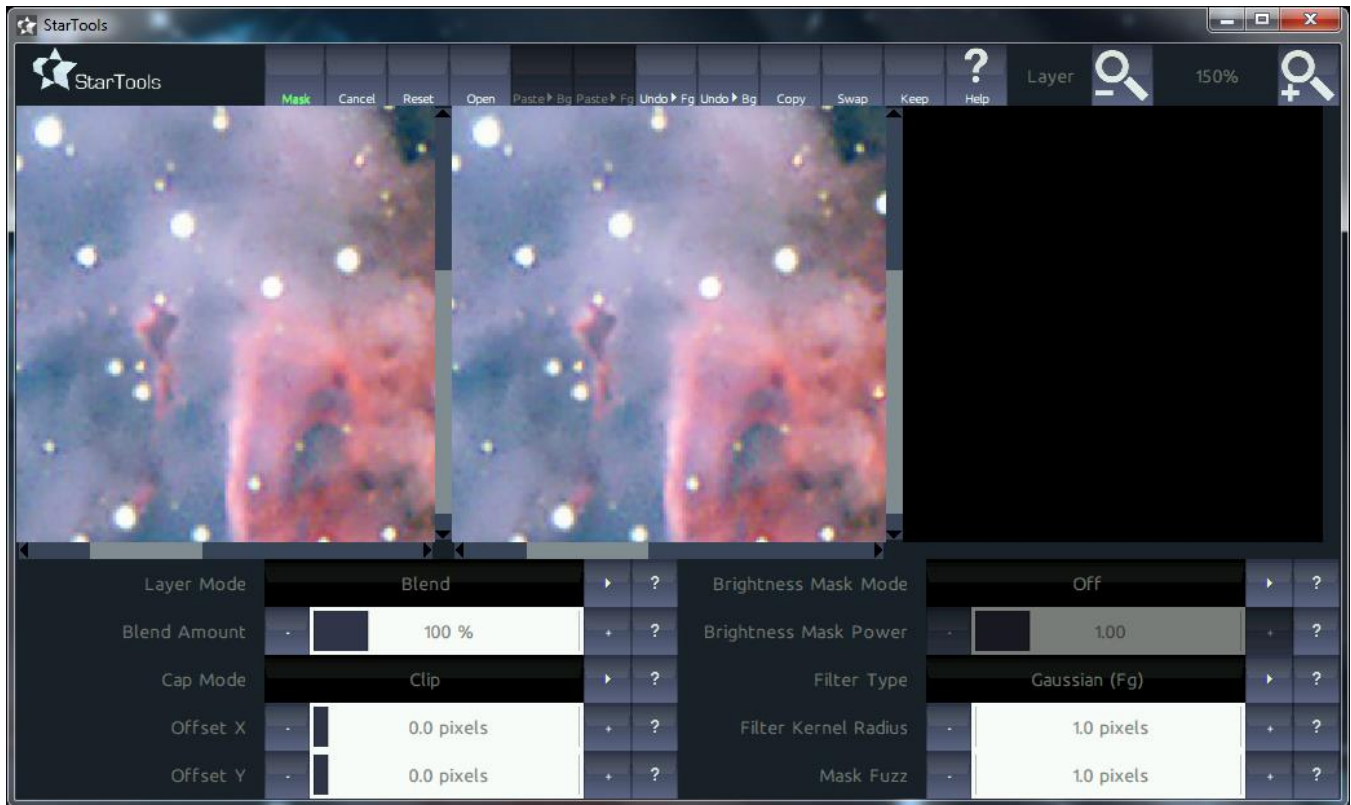 StarTools
StarTools
Mask Cancel Reset Open Paste▸Bg Paste▸Fg Undo▸Fg Undo▸Bg Copy Swap Keep ? Help Layer 150%
Layer Mode Blend ? Brightness Mask Mode Off ?
Blend Amount - 100 % + ? Brightness Mask Power - 1.00 + ?
Cap Mode Clip ? Filter Type Gaussian (Fg) ?
Offset X - 0.0 pixels + ? Filter Kernel Radius - 1.0 pixels + ?
Offset Y - 0.0 pixels + ? Mask Fuzz - 1.0 pixels + ?